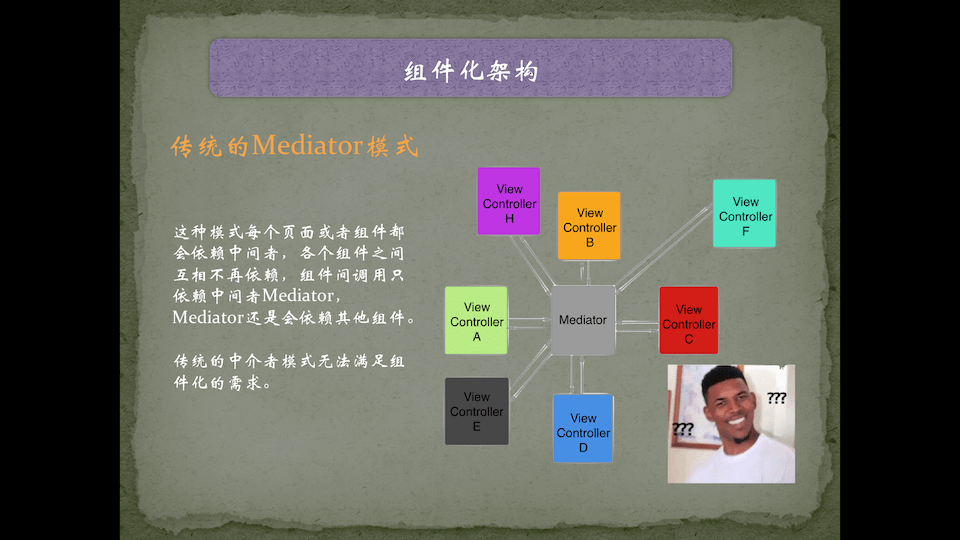 组件化架构
传统的Mediator模式
这种模式每个页面或者组件都
会依赖中间者，各个组件之间
互相不再依赖，组件间调用只
依赖中间者Mediator，
Mediator还是会依赖其他组件。
传统的中介者模式无法满足组
件化的需求。
View
Controller
H
View
Controller
B
View
Controller
F
View
Controller
A
Mediator
View
Controller
C
View
Controller
E
View
Controller
D
???
???